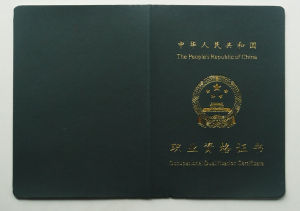 中华人民共和国
The People's Republic of China
职业资格证书
Occupational Qualification Certificate